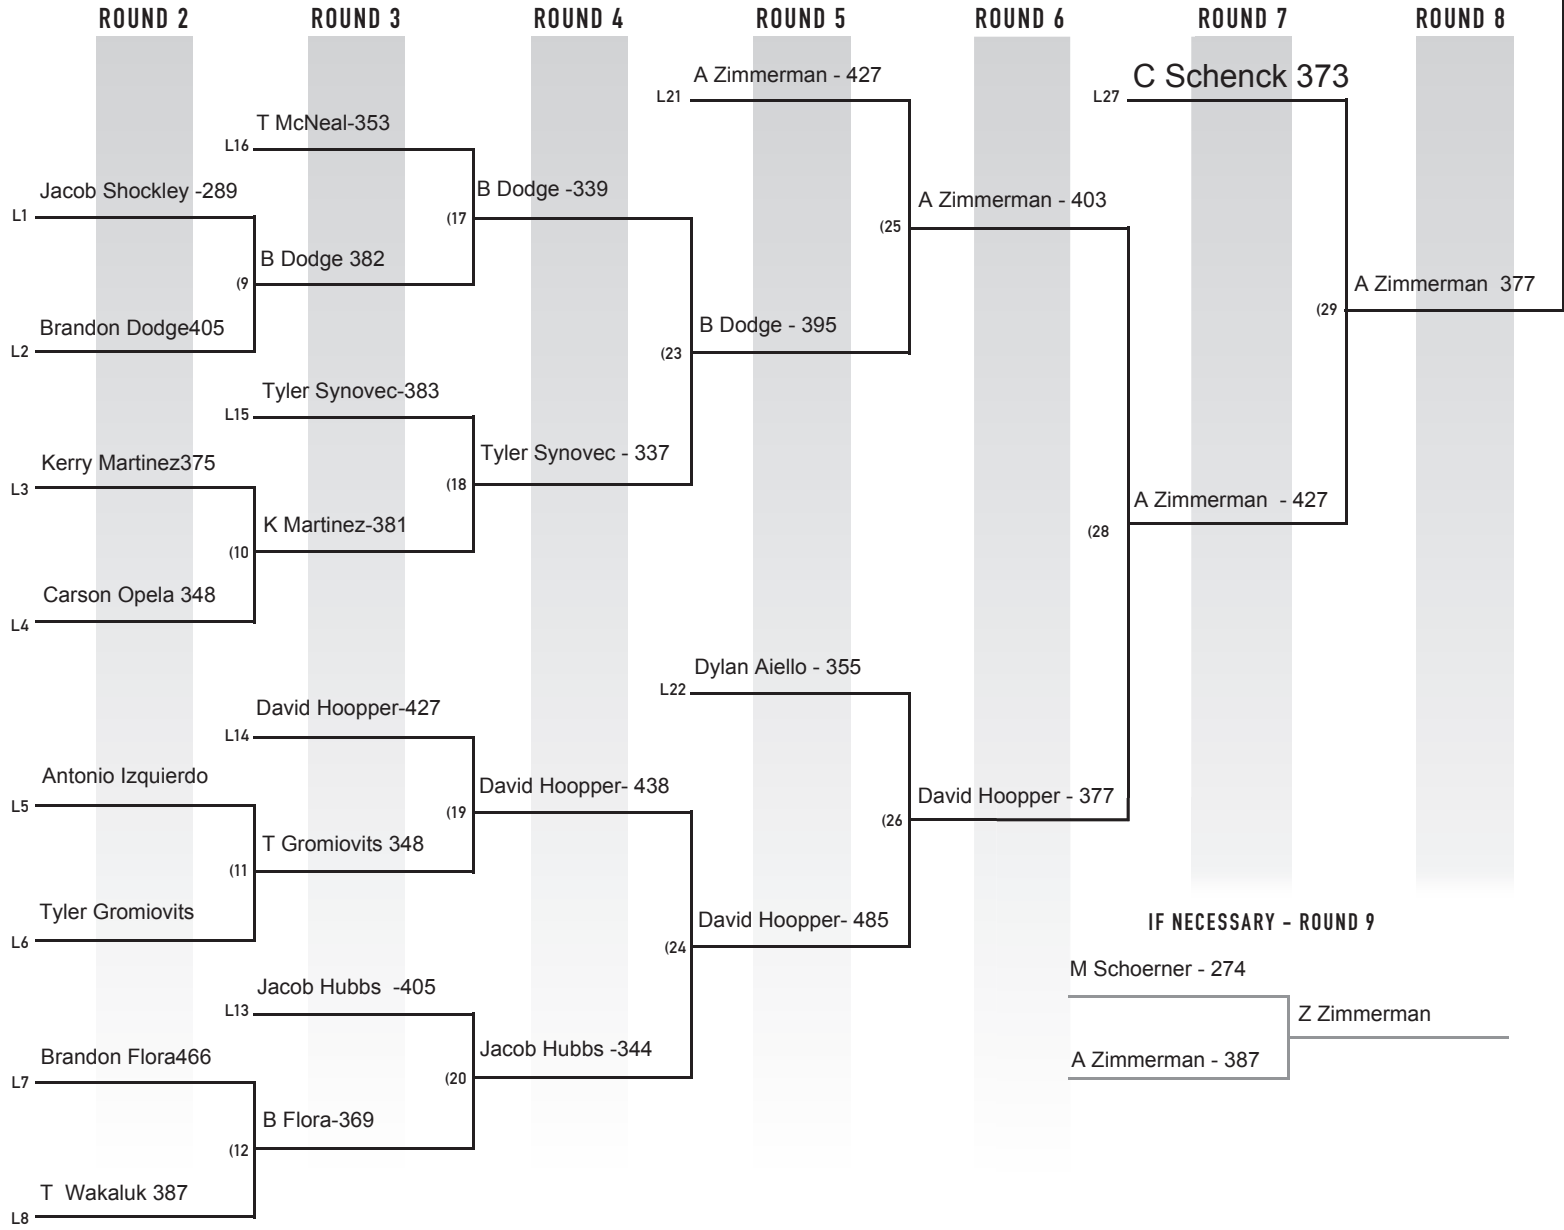 ROUND 2
ROUND 3
ROUND 4
ROUND 5
ROUND 6
ROUND 7
ROUND 8
L1
Jacob Shockley -289
L2
Brandon Dodge405
L3
Kerry Martinez375
L4
Carson Opela 348
L5
Antonio Izquierdo
L6
Tyler Gromiovits
L7
Brandon Flora466
L8
T Wakaluk 387
L16
T McNeal-353
(9
B Dodge 382
L15
Tyler Synovec-383
(10
K Martinez-381
L14
David Hoopper-427
(11
T Gromiovits 348
L13
Jacob Hubbs -405
(12
B Flora-369
(17
B Dodge -339
(18
Tyler Synovec - 337
(19
David Hoopper- 438
(20
Jacob Hubbs -344
L21
A Zimmerman - 427
(23
B Dodge - 395
L22
Dylan Aiello - 355
(24
David Hoopper- 485
(25
A Zimmerman - 403
(26
David Hoopper - 377
L27
C Schenck 373
(28
A Zimmerman - 427
(29
A Zimmerman 377
IF NECESSARY - ROUND 9
M Schoerner - 274
A Zimmerman - 387
Z Zimmerman